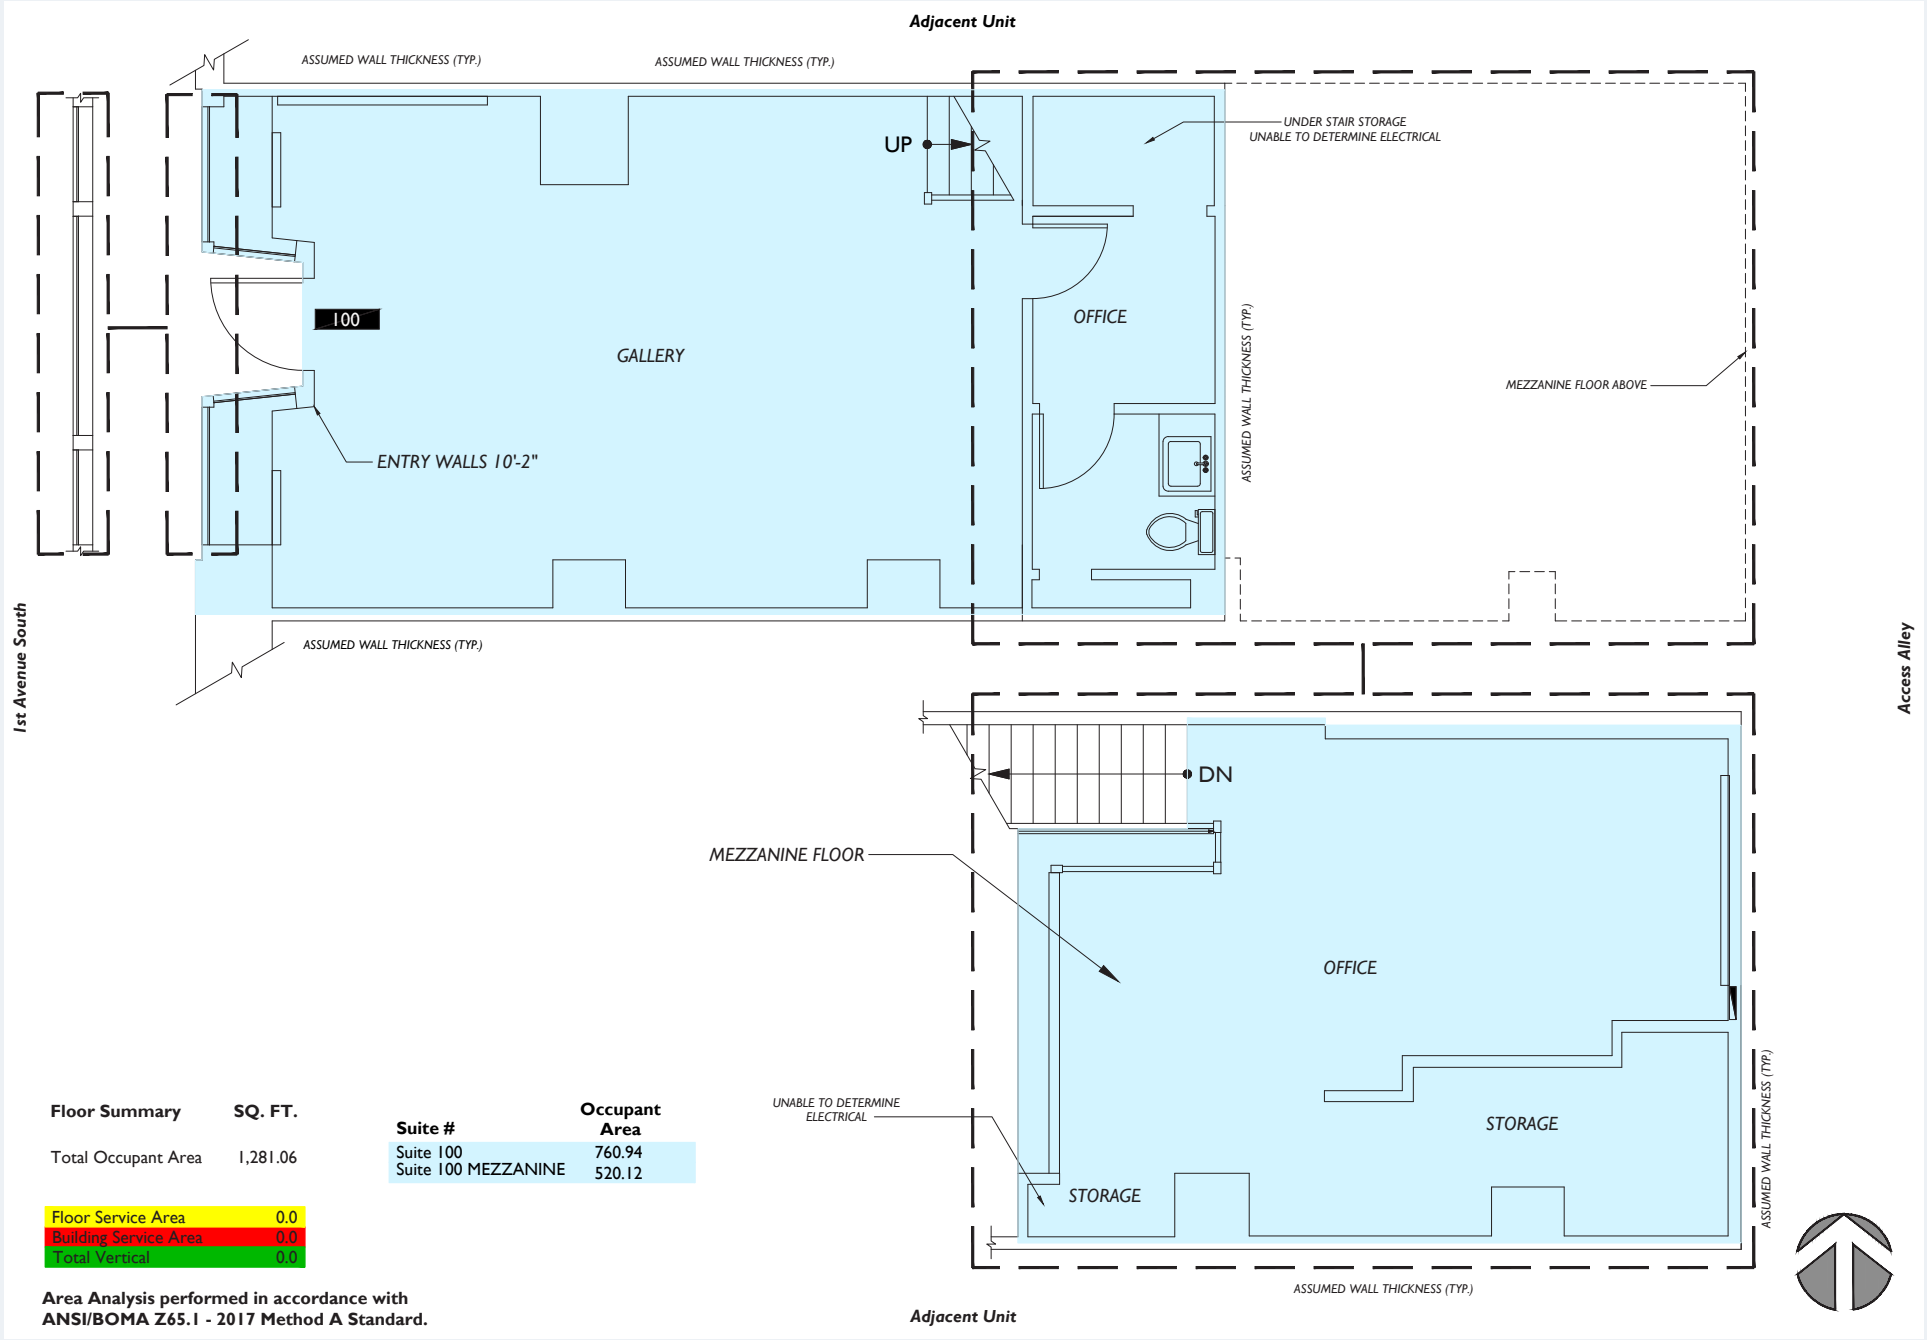 Adjacent Unit
ASSUMED WALL THICKNESS (TYP.)
ASSUMED WALL THICKNESS (TYP.)
UNDER STAIR STORAGE
UNABLE TO DETERMINE ELECTRICAL
UP
100
OFFICE
GALLERY
ASSUMED WALL THICKNESS (TYP.)
MEZZANINE FLOOR ABOVE
ENTRY WALLS 10'-2"
1st Avenue South
ASSUMED WALL THICKNESS (TYP.)
Access Alley
DN
MEZZANINE FLOOR
OFFICE
UNABLE TO DETERMINE
ELECTRICAL
STORAGE
STORAGE
ASSUMED WALL THICKNESS (TYP.)
ASSUMED WALL THICKNESS (TYP.)
Floor Summary SQ. FT.
Total Occupant Area 1,281.06
Occupant
Suite # Area
Suite 100 760.94
Suite 100 MEZZANINE 520.12
Floor Service Area 0.0
Building Service Area 0.0
Total Vertical 0.0
Area Analysis performed in accordance with
ANSI/BOMA Z65.1 - 2017 Method A Standard.
Adjacent Unit